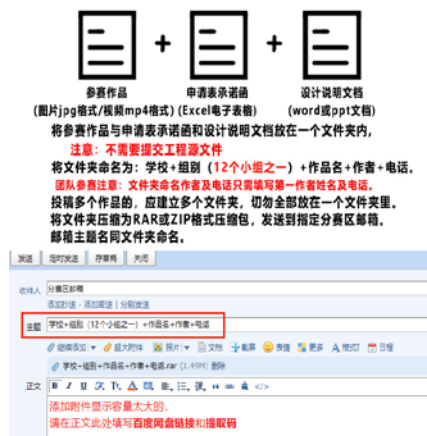 参赛作品 申请表承诺函 设计说明文档
(图片jpg格式/视频mp4格式) (Excel电子表格) (word或ppt文档)
将参赛作品与申请表承诺函和设计说明文档放在一个文件夹内，
注意：不需要提交工程源文件
将文件夹命名为：学校+组别（12个小组之一）+作品名+作者+电话。
团队参赛注意：文件夹命名作者及电话只需填写第一作者姓名及电话。
投稿多个作品的，应建立多个文件夹，切勿全部放在一个文件夹里。
将文件夹压缩为RAR或ZIP格式压缩包，发送到指定分赛区邮箱，
邮箱主题名同文件夹命名。
发送 定时发送 存草稿 关闭
收件人 分赛区邮箱
添加抄送 - 添加密送 | 分别发送
主题 学校+组别（12个小组之一）+作品名+作者+电话
继续添加 超大附件 照片 文档 截屏 表情 更多 格式 日程
学校+组别+作品名+作者+电话.rar (1.49M) 删除
正文 B I U
添加附件显示容量太大的，
请在正文此处填写百度网盘链接和提取码